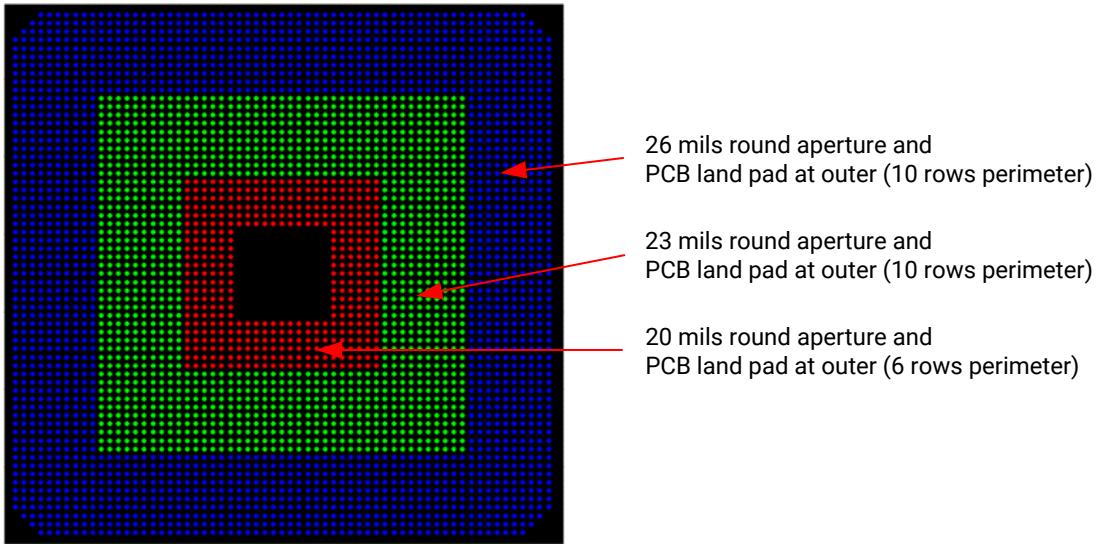 26 mils round aperture and
PCB land pad at outer (10 rows perimeter)
23 mils round aperture and
PCB land pad at outer (10 rows perimeter)
20 mils round aperture and
PCB land pad at outer (6 rows perimeter)